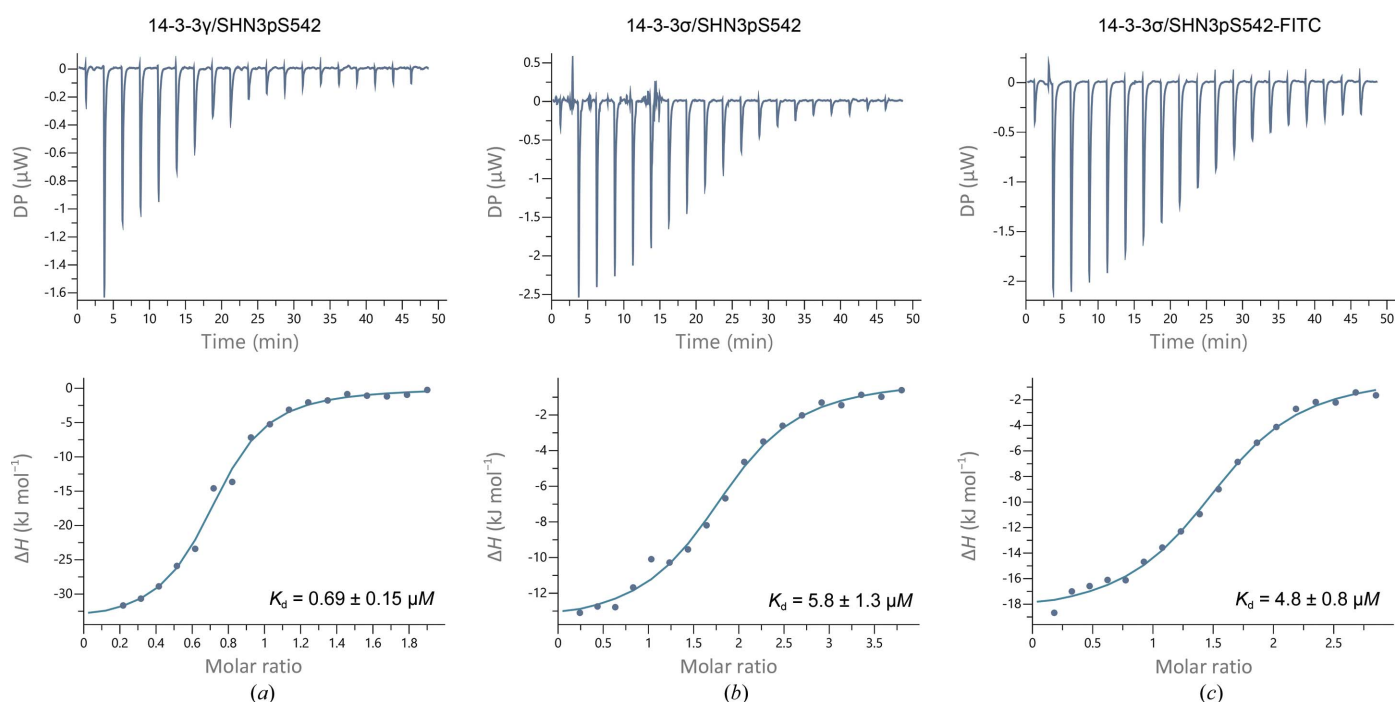 14-3-3γ/SHN3pS542
14-3-3σ/SHN3pS542
14-3-3σ/SHN3pS542-FITC
DP (μW)
0
-0.2
-0.4
-0.6
-0.8
-1
-1.2
-1.4
-1.6
0 5 10 15 20 25 30 35 40 45 50
Time (min)
DP (μW)
0.5
0
-0.5
-1
-1.5
-2
-2.5
0 5 10 15 20 25 30 35 40 45 50
Time (min)
DP (μW)
0
-1
-2
0 5 10 15 20 25 30 35 40 45 50
Time (min)
ΔH (kJ mol⁻¹)
0
-5
-10
-15
-20
-25
-30
Kd = 0.69 ± 0.15 μM
0 0.2 0.4 0.6 0.8 1 1.2 1.4 1.6 1.8
Molar ratio
(a)
ΔH (kJ mol⁻¹)
-2
-4
-6
-8
-10
-12
Kd = 5.8 ± 1.3 μM
0 0.5 1 1.5 2 2.5 3 3.5
Molar ratio
(b)
ΔH (kJ mol⁻¹)
-2
-4
-6
-8
-10
-12
-14
-16
-18
Kd = 4.8 ± 0.8 μM
0 0.5 1 1.5 2 2.5
Molar ratio
(c)